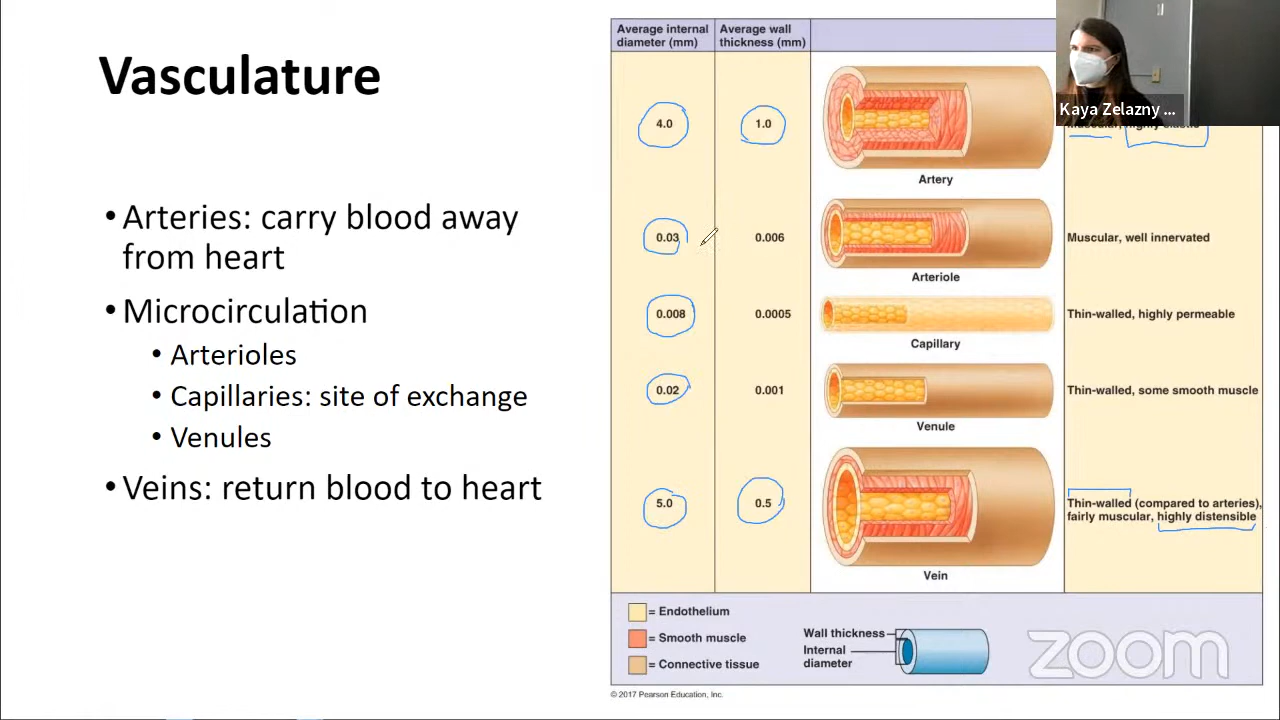 Vasculature
• Arteries: carry blood away
from heart
• Microcirculation
• Arterioles
• Capillaries: site of exchange
• Venules
• Veins: return blood to heart
Average internal
diameter (mm)
Average wall
thickness (mm)
4.0
1.0
Artery
0.03
0.006
Arteriole
Muscular, well innervated
0.008
0.0005
Capillary
Thin-walled, highly permeable
0.02
0.001
Venule
Thin-walled, some smooth muscle
5.0
0.5
Vein
Thin-walled (compared to arteries),
fairly muscular, highly distensible
= Endothelium
= Smooth muscle
= Connective tissue
Wall thickness
Internal
diameter
© 2017 Pearson Education, Inc.
Kaya Zelazny ...
zoom